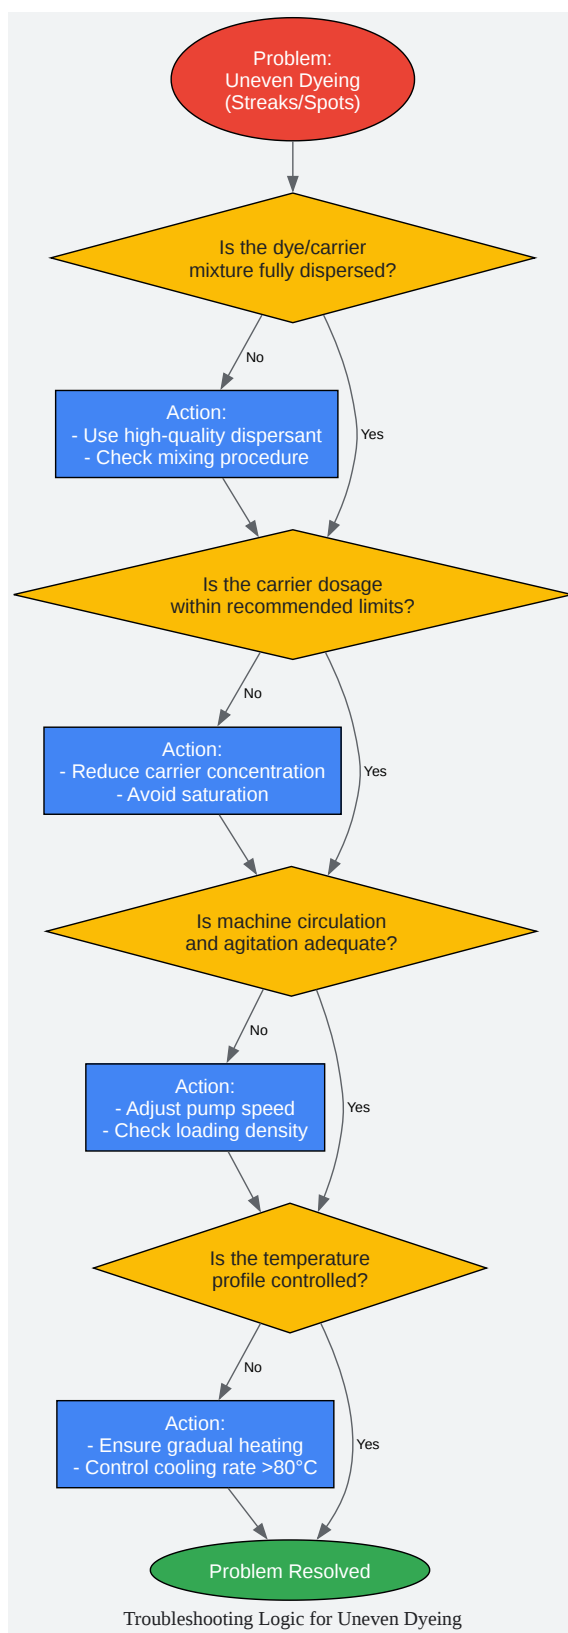 Problem:
Uneven Dyeing
(Streaks/Spots)
Is the dye/carrier
mixture fully dispersed?
No
Action:
- Use high-quality dispersant
- Check mixing procedure
Yes
Is the carrier dosage
within recommended limits?
No
Action:
- Reduce carrier concentration
- Avoid saturation
Yes
Is machine circulation
and agitation adequate?
No
Action:
- Adjust pump speed
- Check loading density
Yes
Is the temperature
profile controlled?
No
Action:
- Ensure gradual heating
- Control cooling rate >80°C
Yes
Problem Resolved
Troubleshooting Logic for Uneven Dyeing